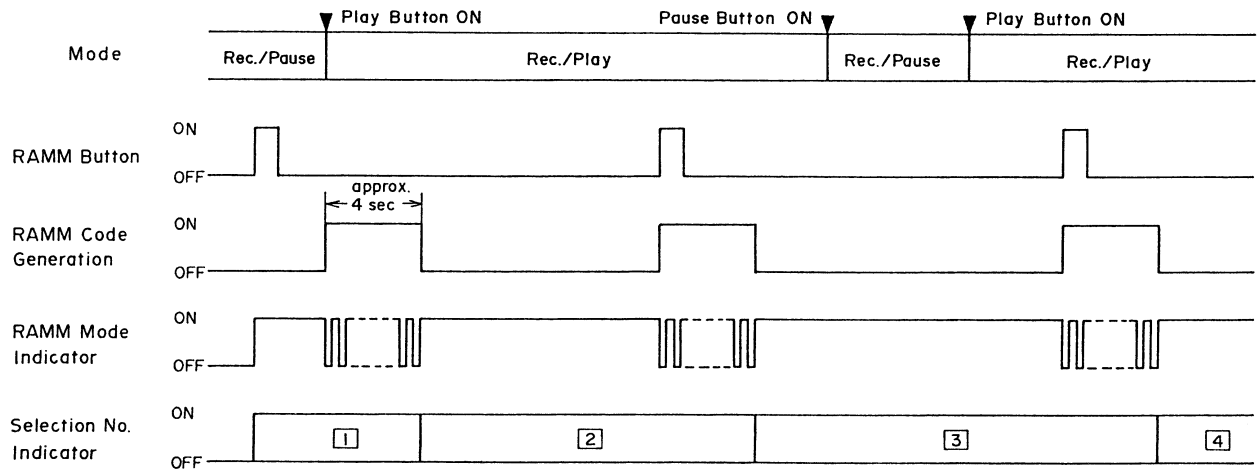 Play Button ON
Pause Button ON
Play Button ON
Mode
Rec./Pause
Rec./Play
Rec./Pause
Rec./Play
RAMM Button
ON
OFF
approx.
4 sec
RAMM Code
Generation
ON
OFF
RAMM Mode
Indicator
ON
OFF
Selection No.
Indicator
ON
OFF
1
2
3
4